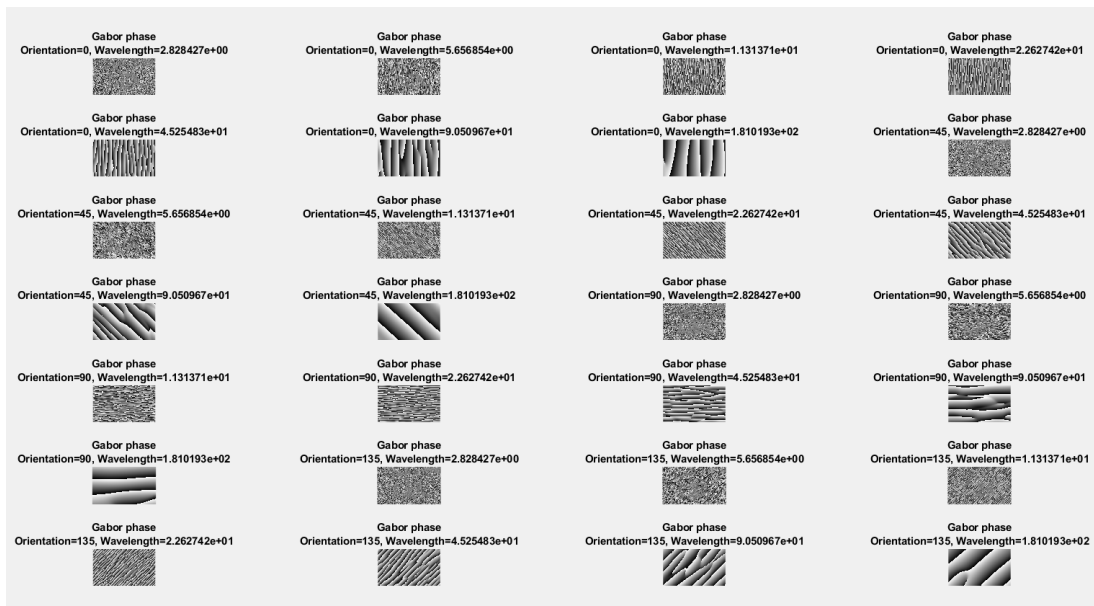 Gabor phase
Orientation=0, Wavelength=2.828427e+00
Gabor phase
Orientation=0, Wavelength=5.656854e+00
Gabor phase
Orientation=0, Wavelength=1.131371e+01
Gabor phase
Orientation=0, Wavelength=2.262742e+01
Gabor phase
Orientation=0, Wavelength=4.525483e+01
Gabor phase
Orientation=0, Wavelength=9.050967e+01
Gabor phase
Orientation=0, Wavelength=1.810193e+02
Gabor phase
Orientation=45, Wavelength=2.828427e+00
Gabor phase
Orientation=45, Wavelength=5.656854e+00
Gabor phase
Orientation=45, Wavelength=1.131371e+01
Gabor phase
Orientation=45, Wavelength=2.262742e+01
Gabor phase
Orientation=45, Wavelength=4.525483e+01
Gabor phase
Orientation=45, Wavelength=9.050967e+01
Gabor phase
Orientation=45, Wavelength=1.810193e+02
Gabor phase
Orientation=90, Wavelength=2.828427e+00
Gabor phase
Orientation=90, Wavelength=5.656854e+00
Gabor phase
Orientation=90, Wavelength=1.131371e+01
Gabor phase
Orientation=90, Wavelength=2.262742e+01
Gabor phase
Orientation=90, Wavelength=4.525483e+01
Gabor phase
Orientation=90, Wavelength=9.050967e+01
Gabor phase
Orientation=90, Wavelength=1.810193e+02
Gabor phase
Orientation=135, Wavelength=2.828427e+00
Gabor phase
Orientation=135, Wavelength=5.656854e+00
Gabor phase
Orientation=135, Wavelength=1.131371e+01
Gabor phase
Orientation=135, Wavelength=2.262742e+01
Gabor phase
Orientation=135, Wavelength=4.525483e+01
Gabor phase
Orientation=135, Wavelength=9.050967e+01
Gabor phase
Orientation=135, Wavelength=1.810193e+02